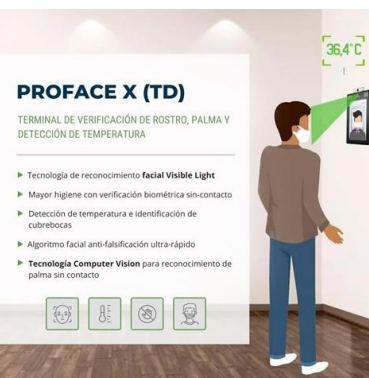 36,4°C
PROFACE X (TD)
TERMINAL DE VERIFICACIÓN DE ROSTRO, PALMA Y
DETECCIÓN DE TEMPERATURA
Tecnología de reconocimiento facial Visible Light
Mayor higiene con verificación biométrica sin-contacto
Detección de temperatura e identificación de
cubrebocas
Algoritmo facial anti-falsificación ultra-rápido
Tecnología Computer Vision para reconocimiento de
palma sin contacto